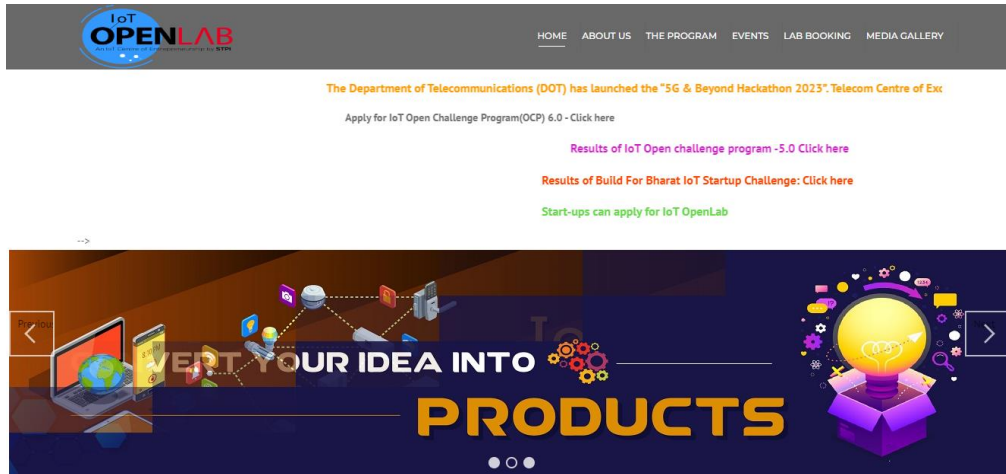 IoT
OPENLAB
An IoT Centre of Entrepreneurship by STPI
HOME ABOUT US THE PROGRAM EVENTS LAB BOOKING MEDIA GALLERY
The Department of Telecommunications (DOT) has launched the "5G & Beyond Hackathon 2023". Telecom Centre of Exc
Apply for IoT Open Challenge Program(OCP) 6.0 - Click here
Results of IoT Open challenge program -5.0 Click here
Results of Build For Bharat IoT Startup Challenge: Click here
Start-ups can apply for IoT OpenLab
-->
Previous
To
VERT YOUR IDEA INTO
PRODUCTS